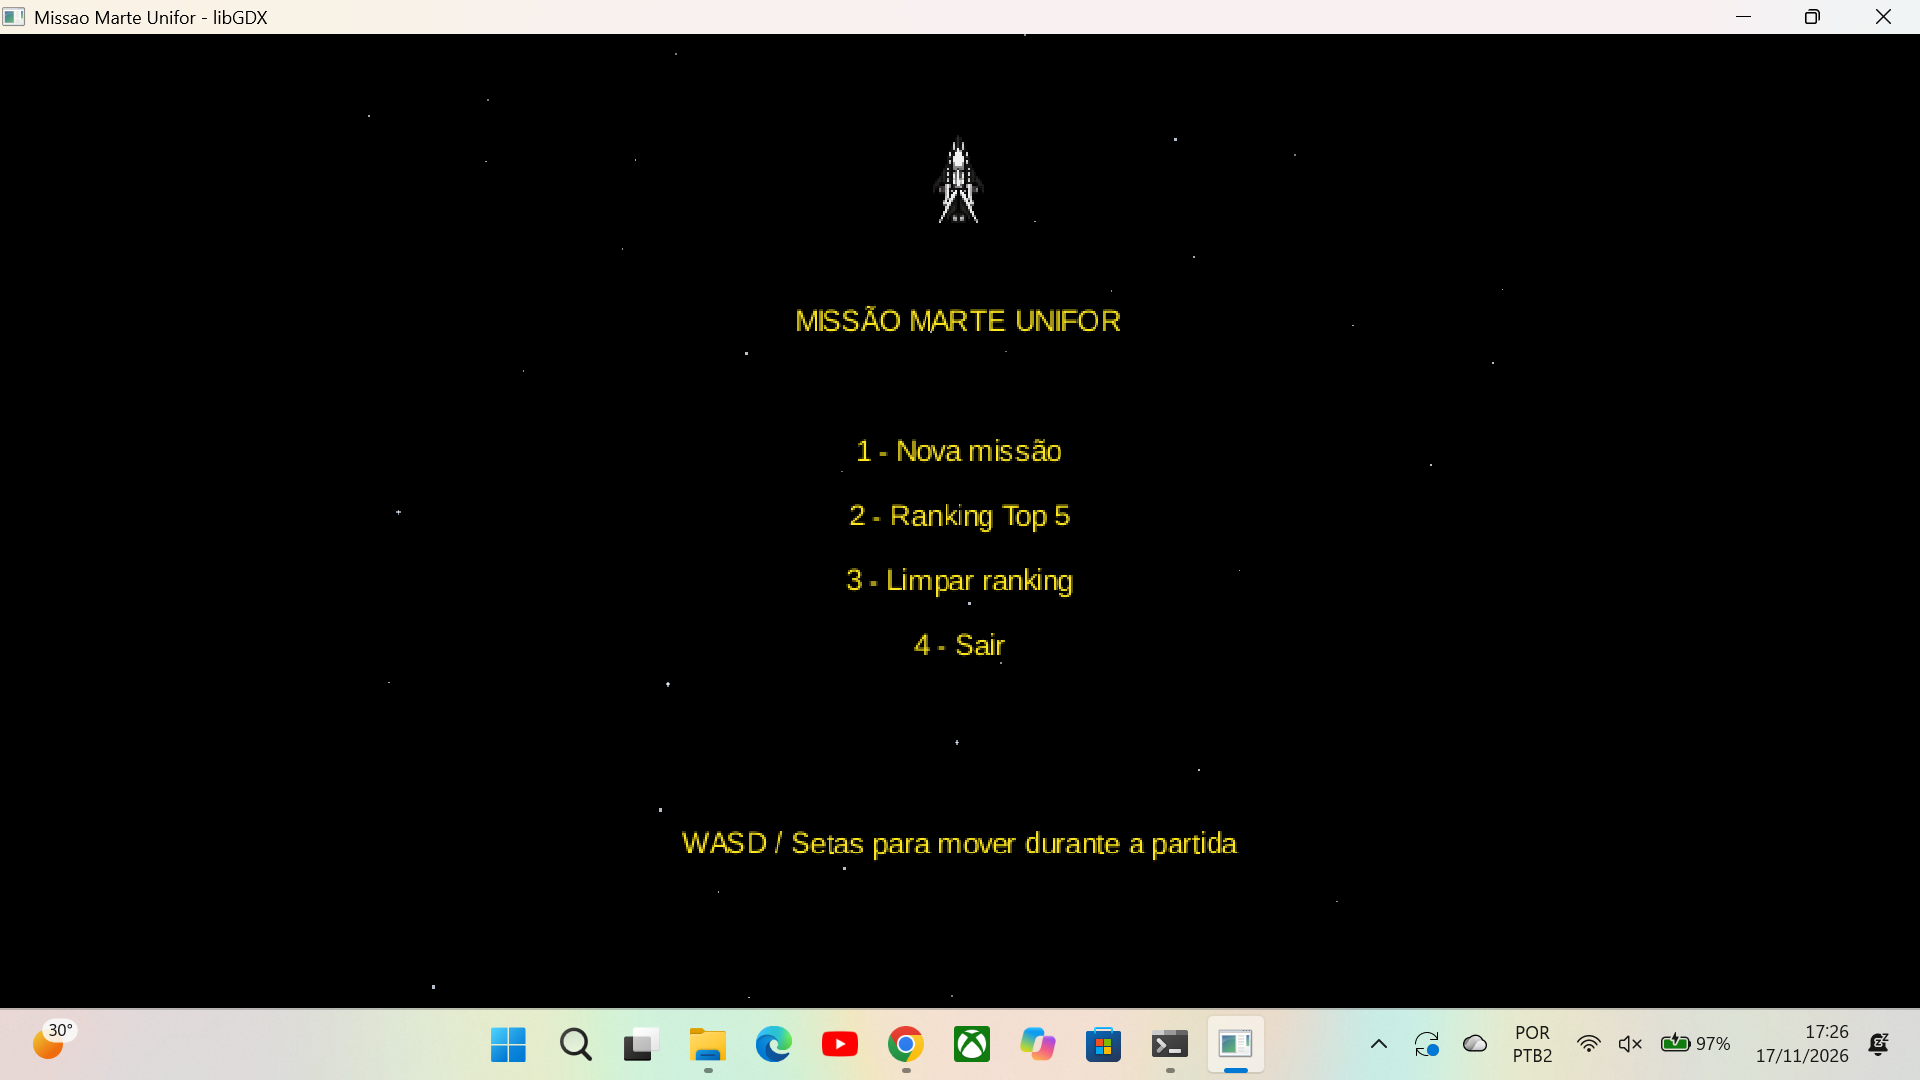 Missao Marte Unifor - libGDX
MISSÃO MARTE UNIFOR
1 - Nova missão
2 - Ranking Top 5
3 - Limpar ranking
4 - Sair
WASD / Setas para mover durante a partida
30°
POR
PTB2
97%
17:26
17/11/2026